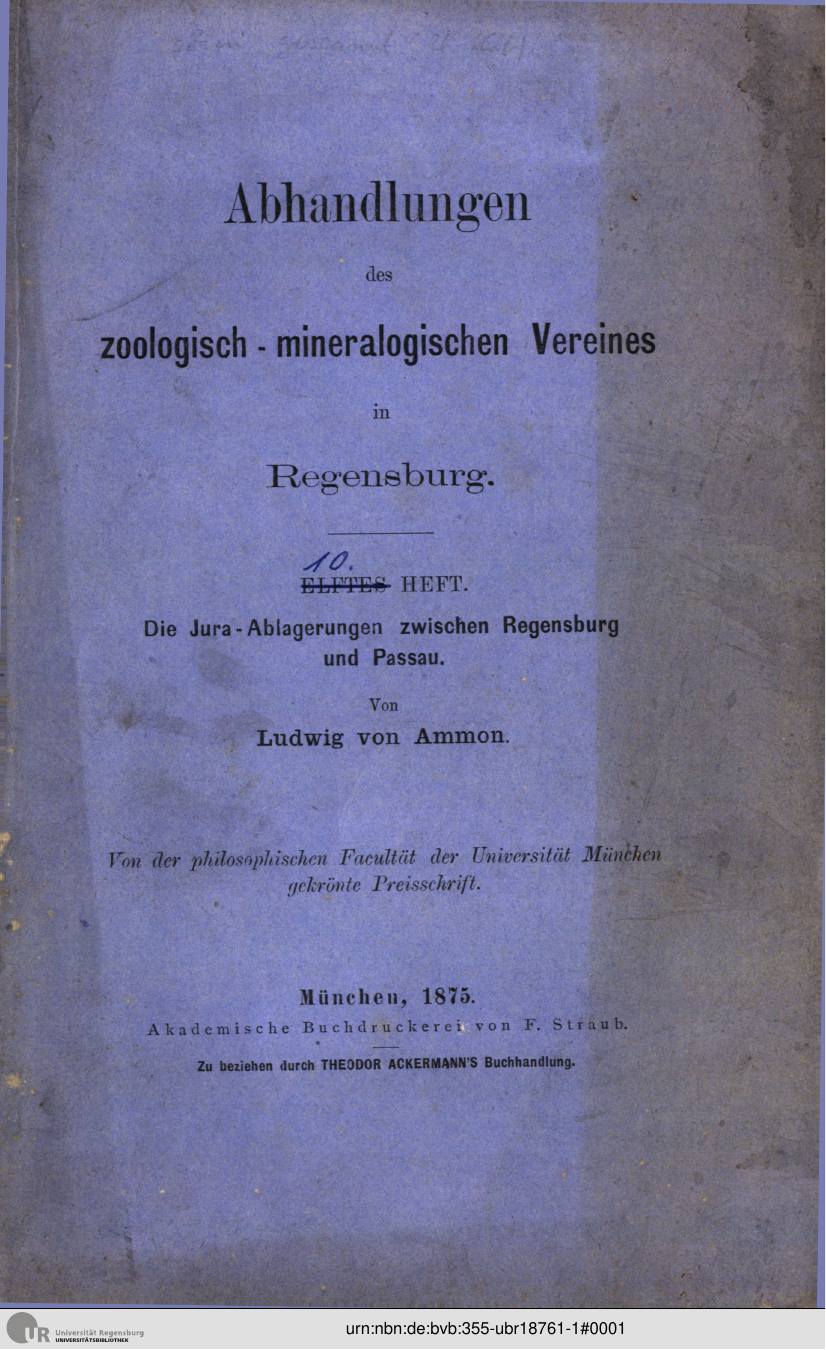 Abhandlungen
des
zoologisch - mineralogischen Vereines
in
Regensburg.
10.
ELFTES HEFT.
Die Jura-Ablagerungen zwischen Regensburg
und Passau.
Von
Ludwig von Ammon.
Von der philosophischen Facultät der Universität München
gekrönte Preisschrift.
München, 1875.
Akademische Buchdruckerei von F. Straub.
Zu beziehen durch THEODOR ACKERMANN'S Buchhandlung.
UR Universität Regensburg
UNIVERSITÄTSBIBLIOTHEK
urn:nbn:de:bvb:355-ubr18761-1#0001